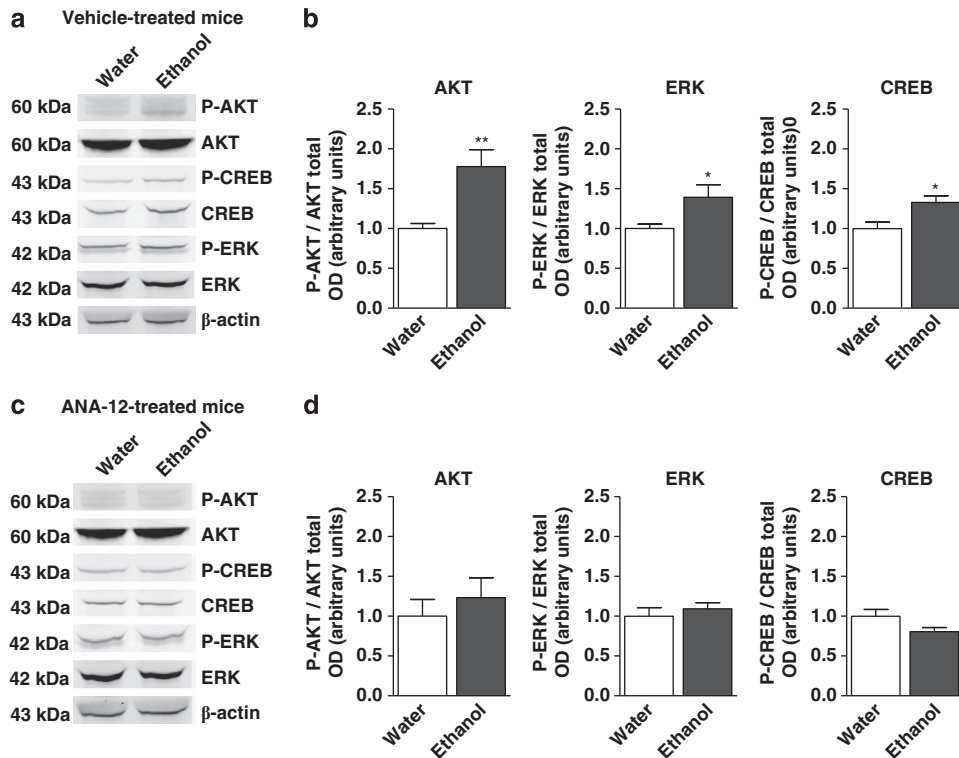 a Vehicle-treated mice
Water Ethanol
60 kDa P-AKT
60 kDa AKT
43 kDa P-CREB
43 kDa CREB
42 kDa P-ERK
42 kDa ERK
43 kDa β-actin
b
AKT
P-AKT / AKT total
OD (arbitrary units)
2.5
2.0
1.5
1.0
0.5
0.0
**
Water Ethanol
ERK
P-ERK / ERK total
OD (arbitrary units)
2.5
2.0
1.5
1.0
0.5
0.0
*
Water Ethanol
CREB
P-CREB / CREB total
OD (arbitrary units)0
2.5
2.0
1.5
1.0
0.5
0.0
*
Water Ethanol
c ANA-12-treated mice
Water Ethanol
60 kDa P-AKT
60 kDa AKT
43 kDa P-CREB
43 kDa CREB
42 kDa P-ERK
42 kDa ERK
43 kDa β-actin
d
AKT
P-AKT / AKT total
OD (arbitrary units)
2.5
2.0
1.5
1.0
0.5
0.0
Water Ethanol
ERK
P-ERK / ERK total
OD (arbitrary units)
2.5
2.0
1.5
1.0
0.5
0.0
Water Ethanol
CREB
P-CREB / CREB total
OD (arbitrary units)
2.5
2.0
1.5
1.0
0.5
0.0
Water Ethanol